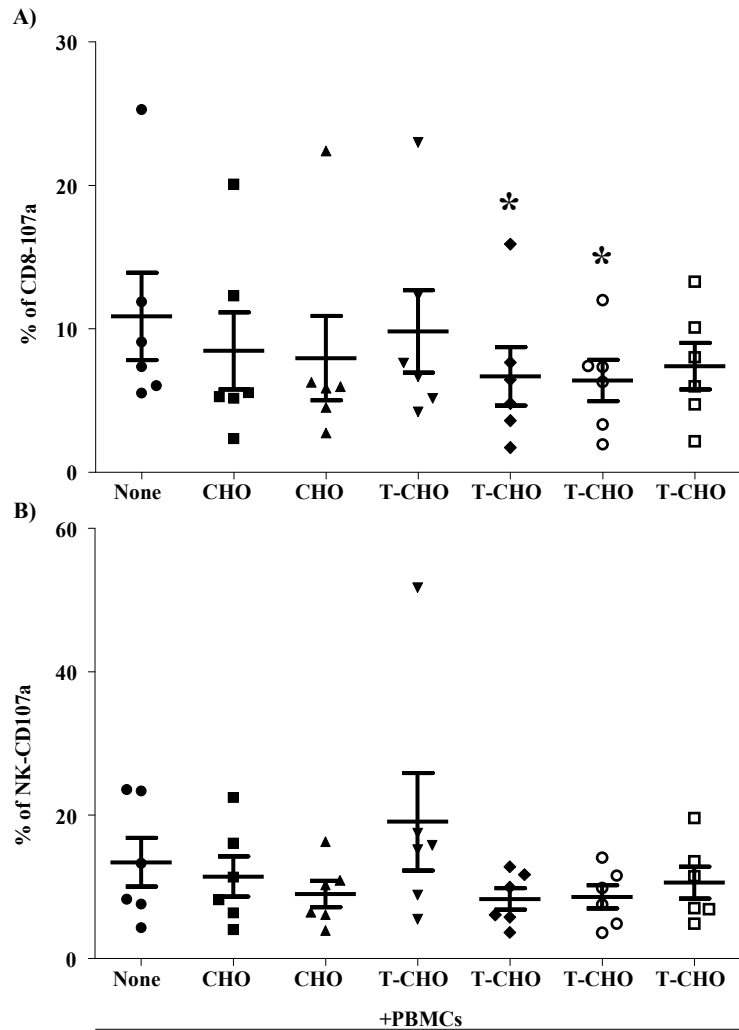 A)
% of CD8-107a
30
20
10
0
*
*
None CHO CHO T-CHO T-CHO T-CHO T-CHO
B)
% of NK-CD107a
60
40
20
0
None CHO CHO T-CHO T-CHO T-CHO T-CHO
+PBMCs